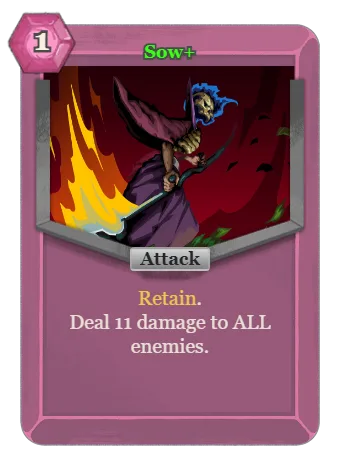 1
Sow+
Attack
Retain.
Deal 11 damage to ALL
enemies.